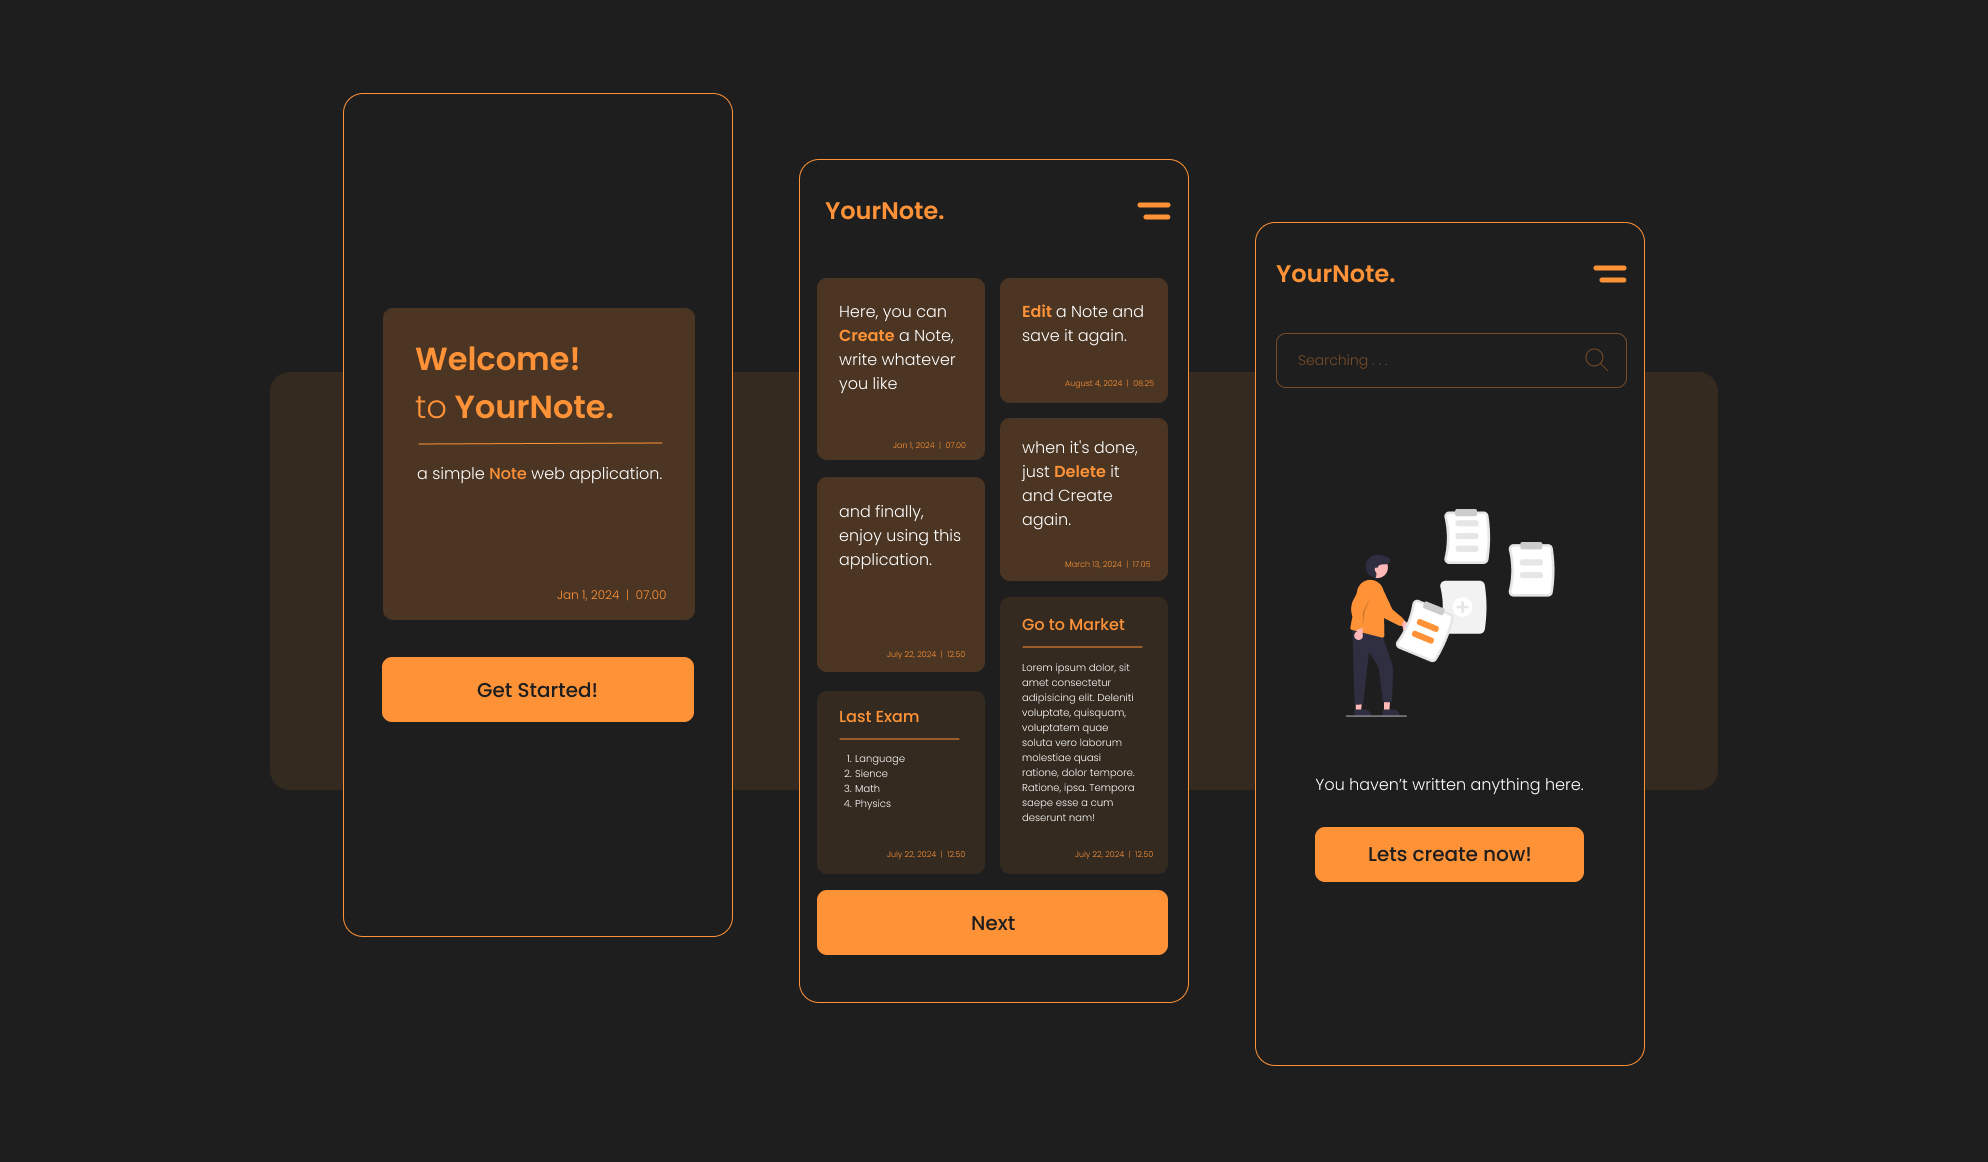 Welcome!
to YourNote.
a simple Note web application.
Jan 1, 2024 | 07.00
Get Started!
YourNote.
Here, you can
Create a Note,
write whatever
you like
Jan 1, 2024 | 07.00
Edit a Note and
save it again.
August 4, 2024 | 08.25
and finally,
enjoy using this
application.
July 22, 2024 | 12.50
when it's done,
just Delete it
and Create
again.
March 13, 2024 | 17.05
Last Exam
1. Language
2. Sience
3. Math
4. Physics
July 22, 2024 | 12.50
Go to Market
Lorem ipsum dolor, sit
amet consectetur
adipisicing elit. Deleniti
voluptate, quisquam,
voluptatem quae
soluta vero laborum
molestiae quasi
ratione, dolor tempore.
Ratione, ipsa. Tempora
saepe esse a cum
deserunt nam!
July 22, 2024 | 12.50
Next
YourNote.
Searching . . .
You haven’t written anything here.
Lets create now!